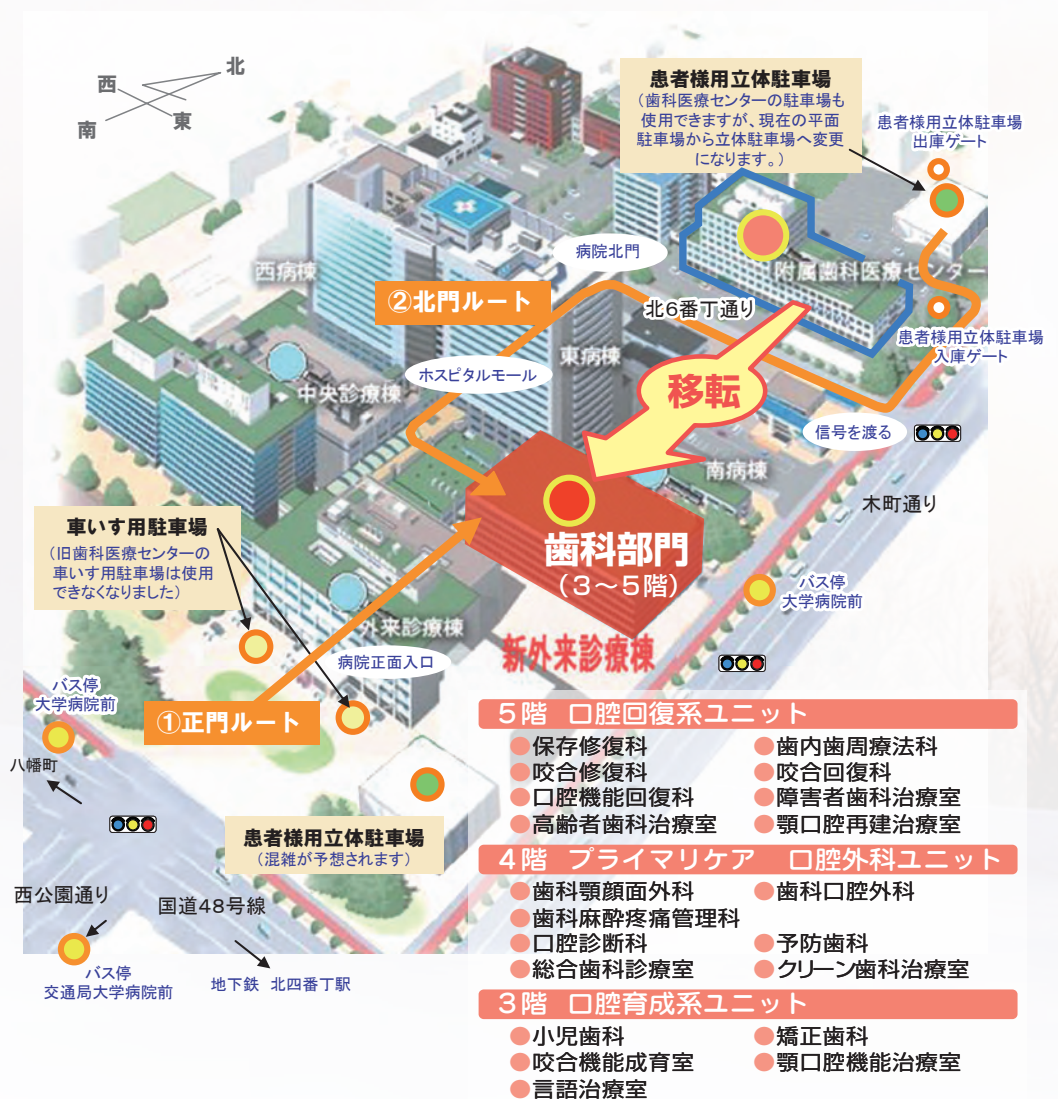 北
西
南
東
患者様用立体駐車場
（歯科医療センターの駐車場も
使用できますが、現在の平面
駐車場から立体駐車場へ変更
になります。）
患者様用立体駐車場
出庫ゲート
病院北門
附属歯科医療センター
西病棟
②北門ルート
北6番丁通り
患者様用立体駐車場
入庫ゲート
東病棟
ホスピタルモール
移転
中央診療棟
信号を渡る
南病棟
木町通り
車いす用駐車場
（旧歯科医療センターの
車いす用駐車場は使用
できなくなりました）
歯科部門
（3～5階）
バス停
大学病院前
外来診療棟
新外来診療棟
病院正面入口
バス停
大学病院前
①正門ルート
八幡町
患者様用立体駐車場
（混雑が予想されます）
西公園通り
国道48号線
バス停
交通局大学病院前
地下鉄 北四番丁駅
5階 口腔回復系ユニット
●保存修復科 ●歯内歯周療法科
●咬合修復科 ●咬合回復科
●口腔機能回復科 ●障害者歯科治療室
●高齢者歯科治療室 ●顎口腔再建治療室
4階 プライマリケア 口腔外科ユニット
●歯科顎顔面外科 ●歯科口腔外科
●歯科麻酔疼痛管理科
●口腔診断科 ●予防歯科
●総合歯科診療室 ●クリーン歯科治療室
3階 口腔育成系ユニット
●小児歯科 ●矯正歯科
●咬合機能成育室 ●顎口腔機能治療室
●言語治療室